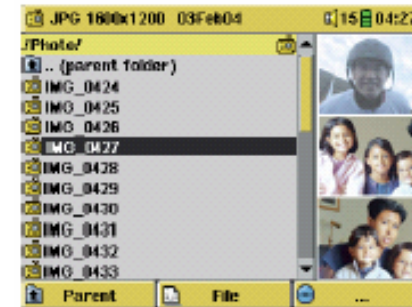 JPG 1600x1200 03Feb04 15 04:27
/Photo/
.. (parent folder)
IMG_0424
IMG_0425
IMG_0426
IMG_0427
IMG_0428
IMG_0429
IMG_0430
IMG_0431
IMG_0432
IMG_0433
Parent File ...